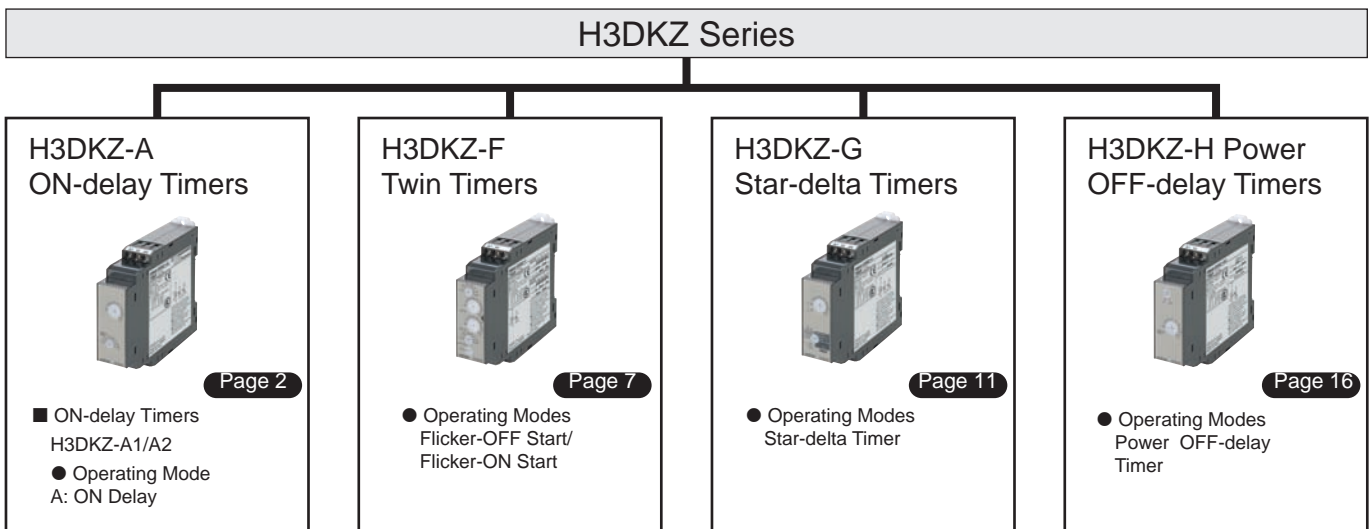 H3DKZ Series
H3DKZ-A
ON-delay Timers
Page 2
■ ON-delay Timers
H3DKZ-A1/A2
● Operating Mode
A: ON Delay
H3DKZ-F
Twin Timers
Page 7
● Operating Modes
Flicker-OFF Start/
Flicker-ON Start
H3DKZ-G
Star-delta Timers
Page 11
● Operating Modes
Star-delta Timer
H3DKZ-H Power
OFF-delay Timers
Page 16
● Operating Modes
Power OFF-delay
Timer